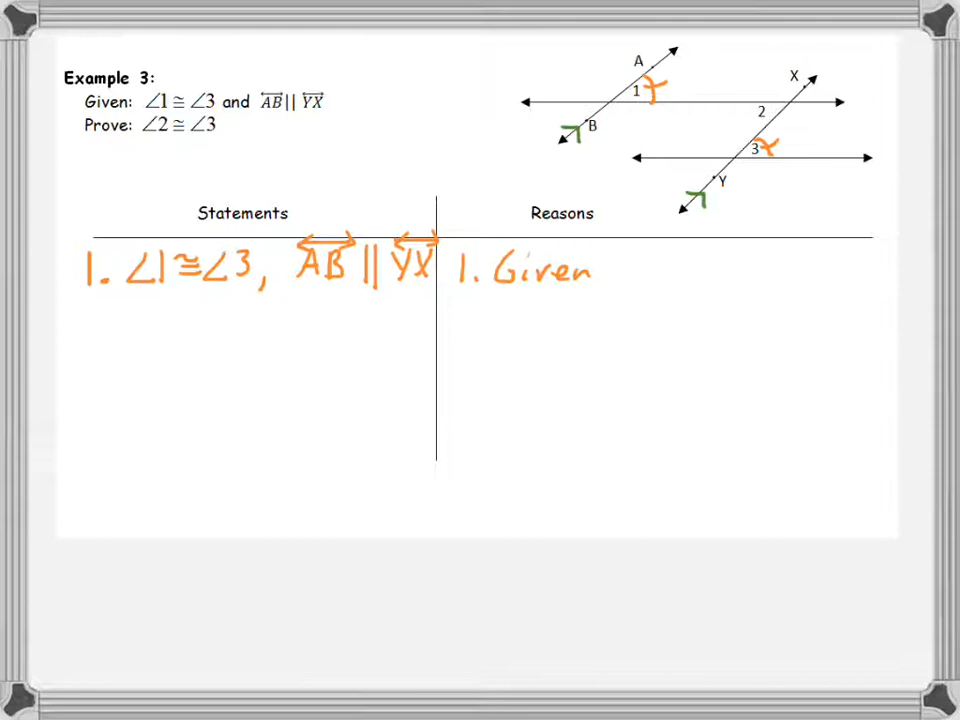 Example 3:
Given: ∠1 ≅ ∠3 and AB || YX
Prove: ∠2 ≅ ∠3
A
1
B
X
2
3
Y
Statements
Reasons
1. ∠1 ≅ ∠3, AB || YX
1. Given